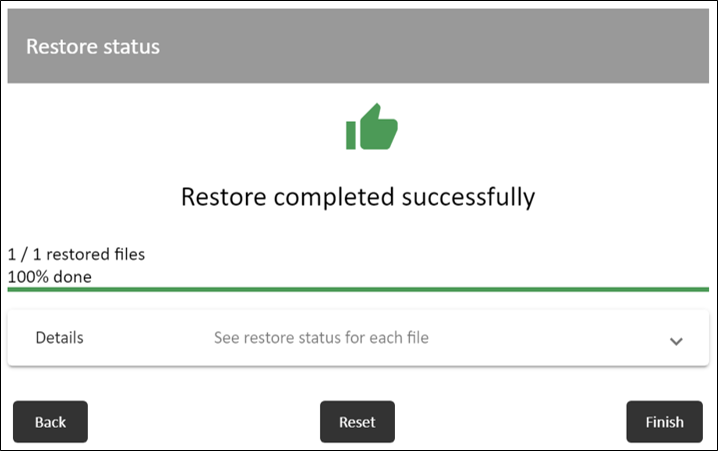 Restore status
Restore completed successfully
1 / 1 restored files
100% done
Details See restore status for each file
Back Reset Finish